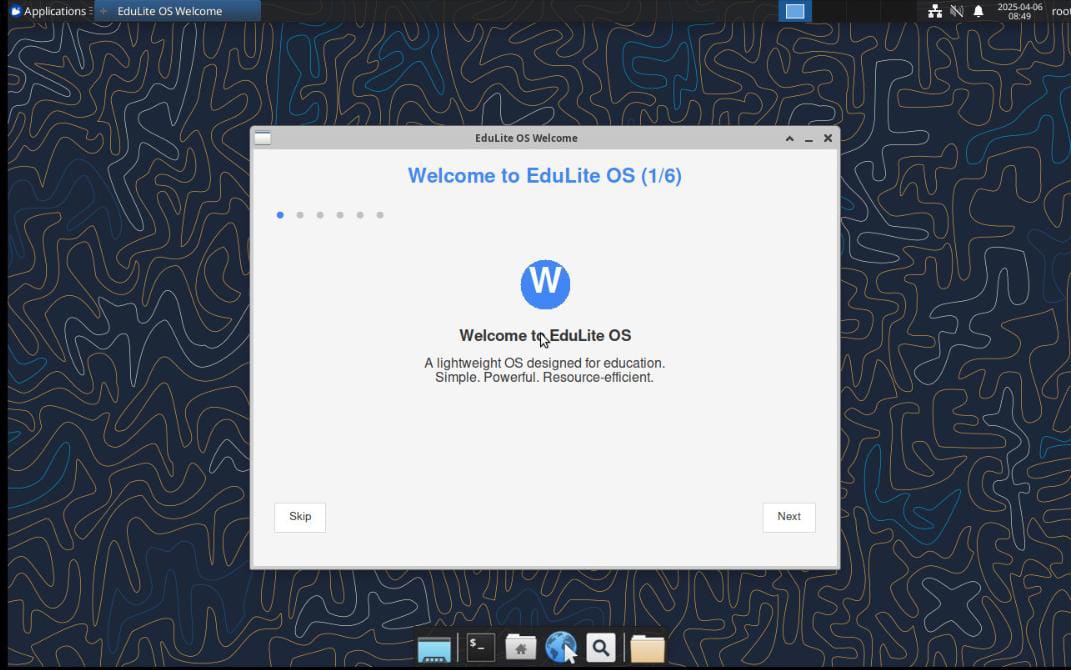 Applications
EduLite OS Welcome
2025-04-06
08:49
root
EduLite OS Welcome
Welcome to EduLite OS (1/6)
W
Welcome to EduLite OS
A lightweight OS designed for education.
Simple. Powerful. Resource-efficient.
Skip
Next
$_